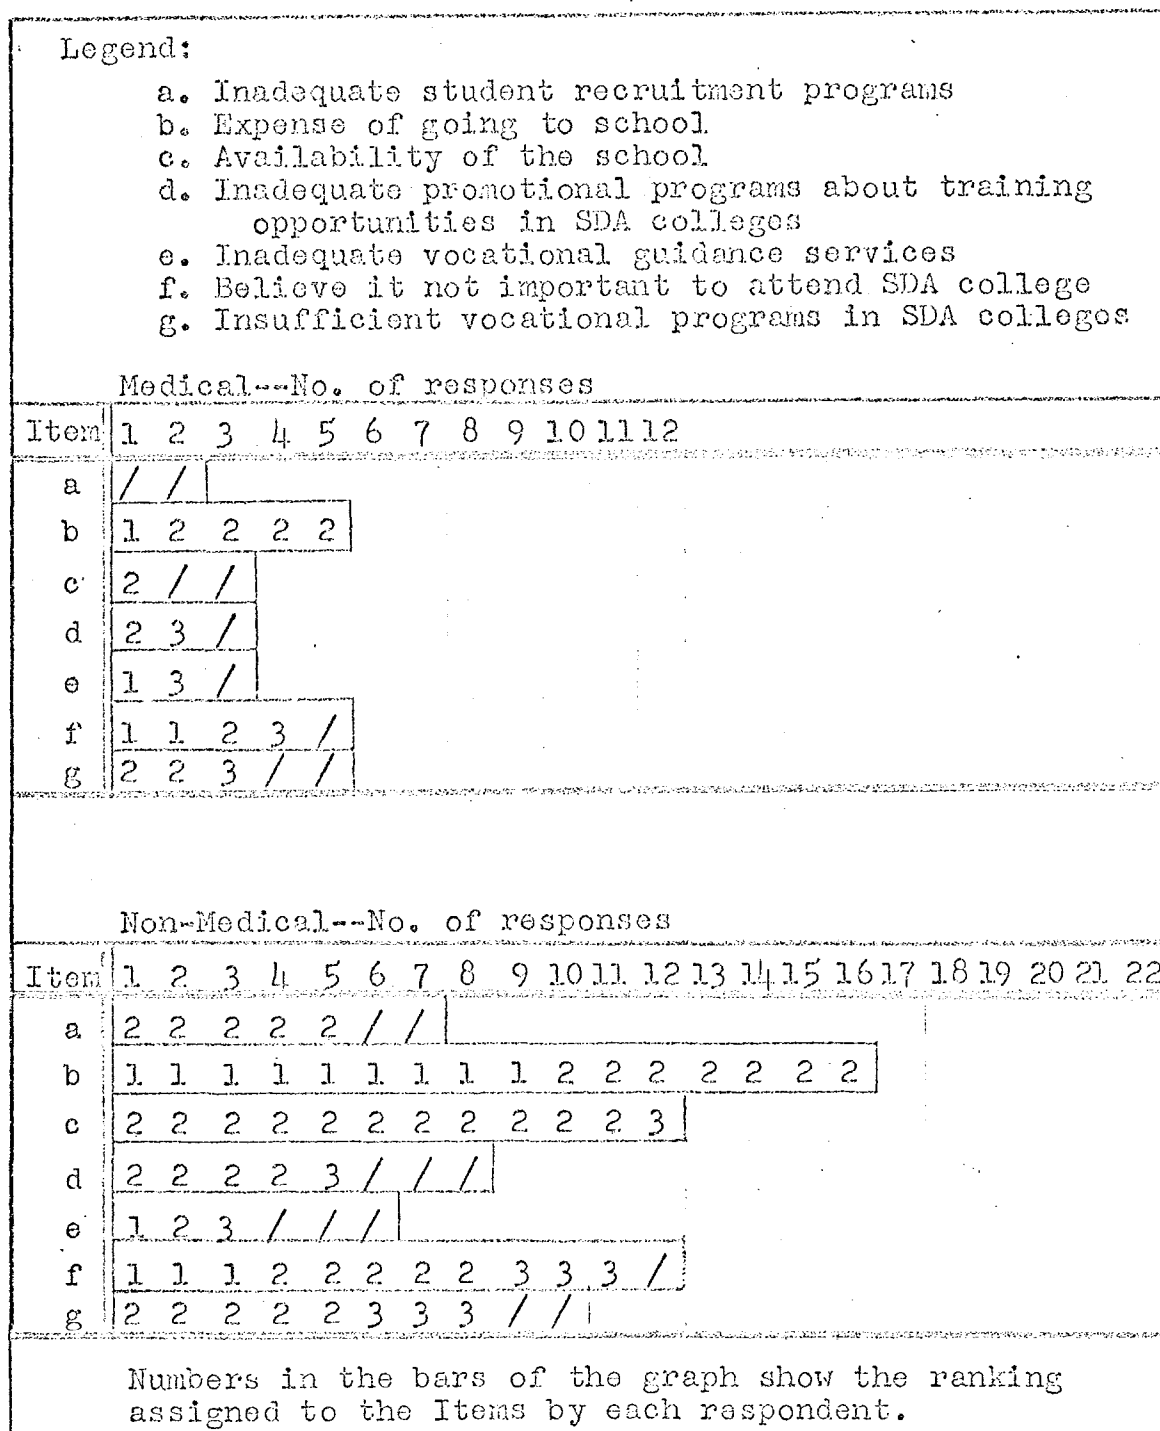 Legend:
a. Inadequate student recruitment programs
b. Expense of going to school
c. Availability of the school
d. Inadequate promotional programs about training
opportunities in SDA colleges
e. Inadequate vocational guidance services
f. Believe it not important to attend SDA college
g. Insufficient vocational programs in SDA colleges
Medical--No. of responses
Item 1 2 3 4 5 6 7 8 9 10 11 12
a / /
b 1 2 2 2 2
c 2 / /
d 2 3 /
e 1 3 /
f 1 1 2 3 /
g 2 2 3 / /
Non-Medical--No. of responses
Item 1 2 3 4 5 6 7 8 9 10 11 12 13 14 15 16 17 18 19 20 21 22
a 2 2 2 2 2 / /
b 1 1 1 1 1 1 1 1 1 2 2 2 2 2 2 2
c 2 2 2 2 2 2 2 2 2 2 2 3
d 2 2 2 2 3 / / /
e 1 2 3 / / /
f 1 1 1 2 2 2 2 2 3 3 3 /
g 2 2 2 2 2 3 3 3 / /
Numbers in the bars of the graph show the ranking
assigned to the Items by each respondent.